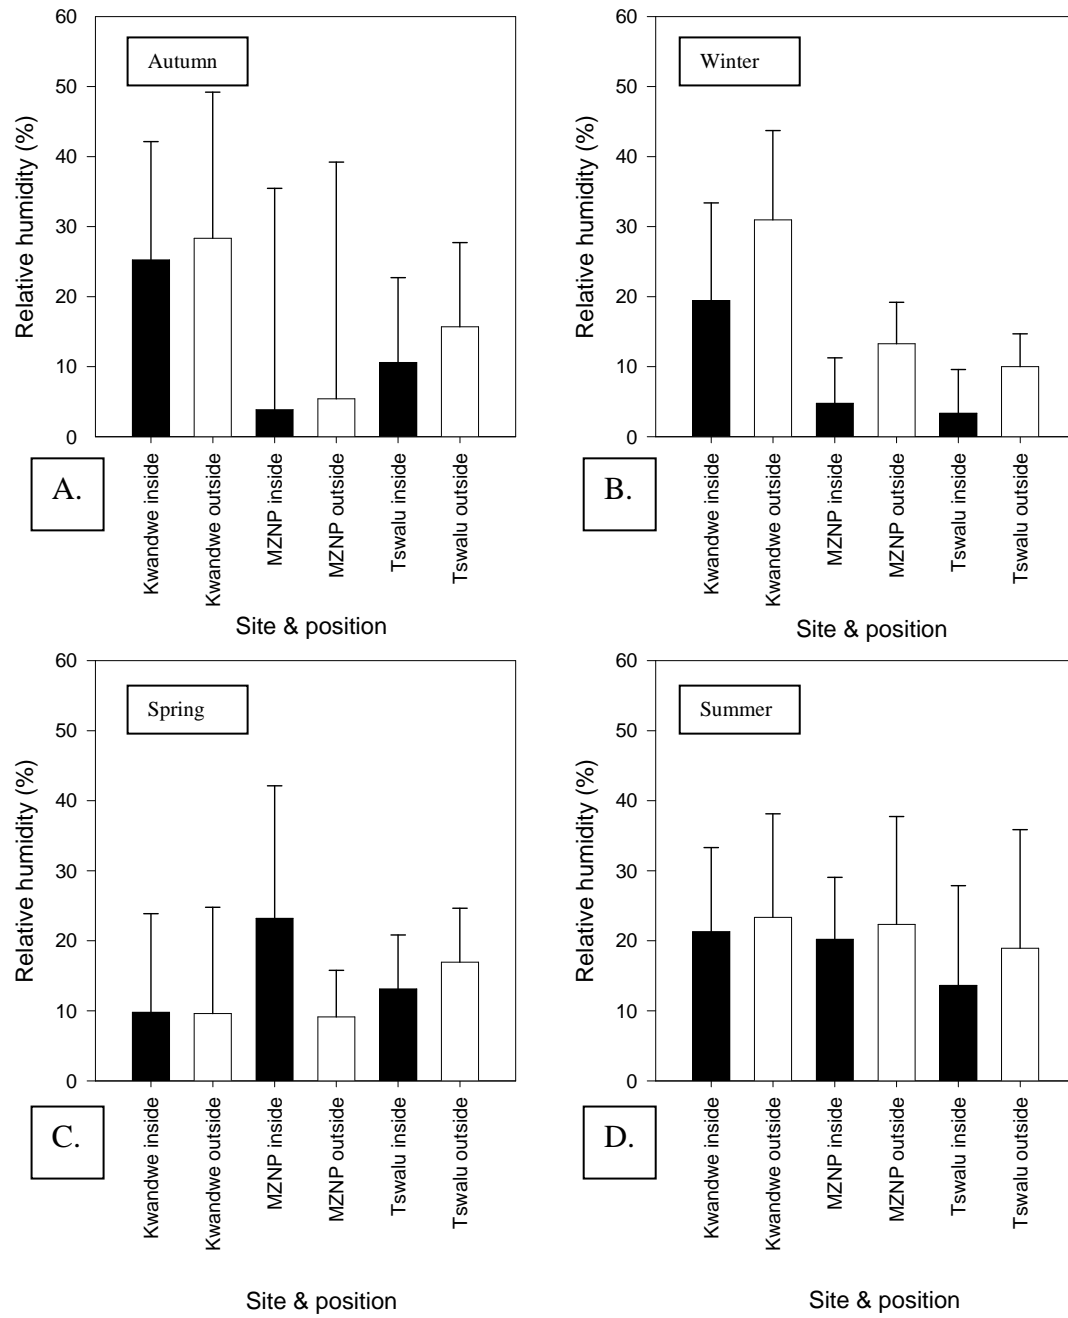 Autumn
Relative humidity (%)
60
50
40
30
20
10
0
Kwandwe inside
Kwandwe outside
MZNP inside
MZNP outside
Tswalu inside
Tswalu outside
A.
Site & position
Winter
Relative humidity (%)
60
50
40
30
20
10
0
Kwandwe inside
Kwandwe outside
MZNP inside
MZNP outside
Tswalu inside
Tswalu outside
B.
Site & position
Spring
Relative humidity (%)
60
50
40
30
20
10
0
Kwandwe inside
Kwandwe outside
MZNP inside
MZNP outside
Tswalu inside
Tswalu outside
C.
Site & position
Summer
Relative humidity (%)
60
50
40
30
20
10
0
Kwandwe inside
Kwandwe outside
MZNP inside
MZNP outside
Tswalu inside
Tswalu outside
D.
Site & position